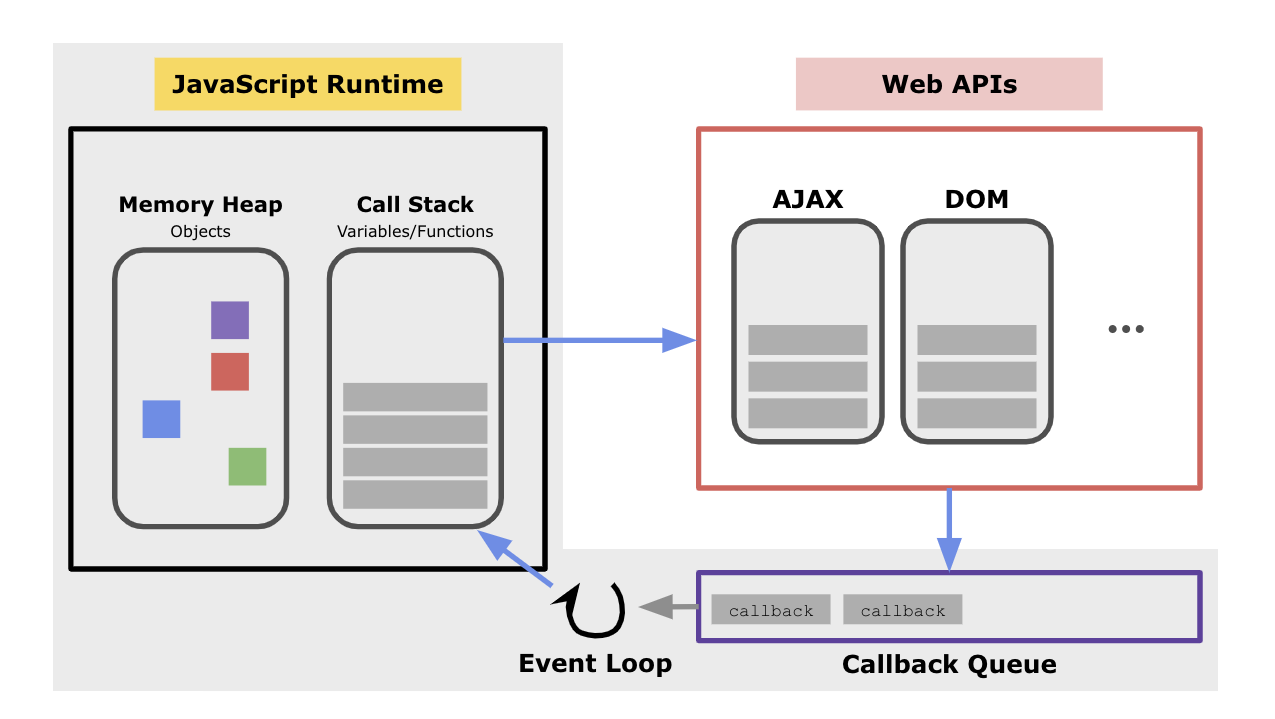 JavaScript Runtime
Web APIs
Memory Heap
Objects
Call Stack
Variables/Functions
AJAX
DOM
callback
callback
Event Loop
Callback Queue